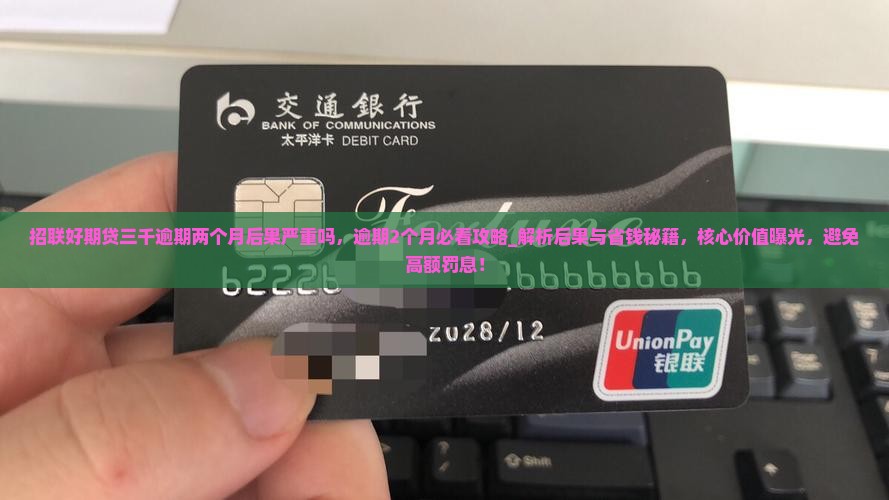 交通銀行
BANK OF COMMUNICATIONS
太平洋卡 DEBIT CARD
Fortune
招联好期贷三千逾期两个月后果严重吗，逾期2个月必看攻略_解析后果与省钱秘籍，核心价值曝光，避免
高额罚息！
62226
2028/12
UnionPay
银联
Shift